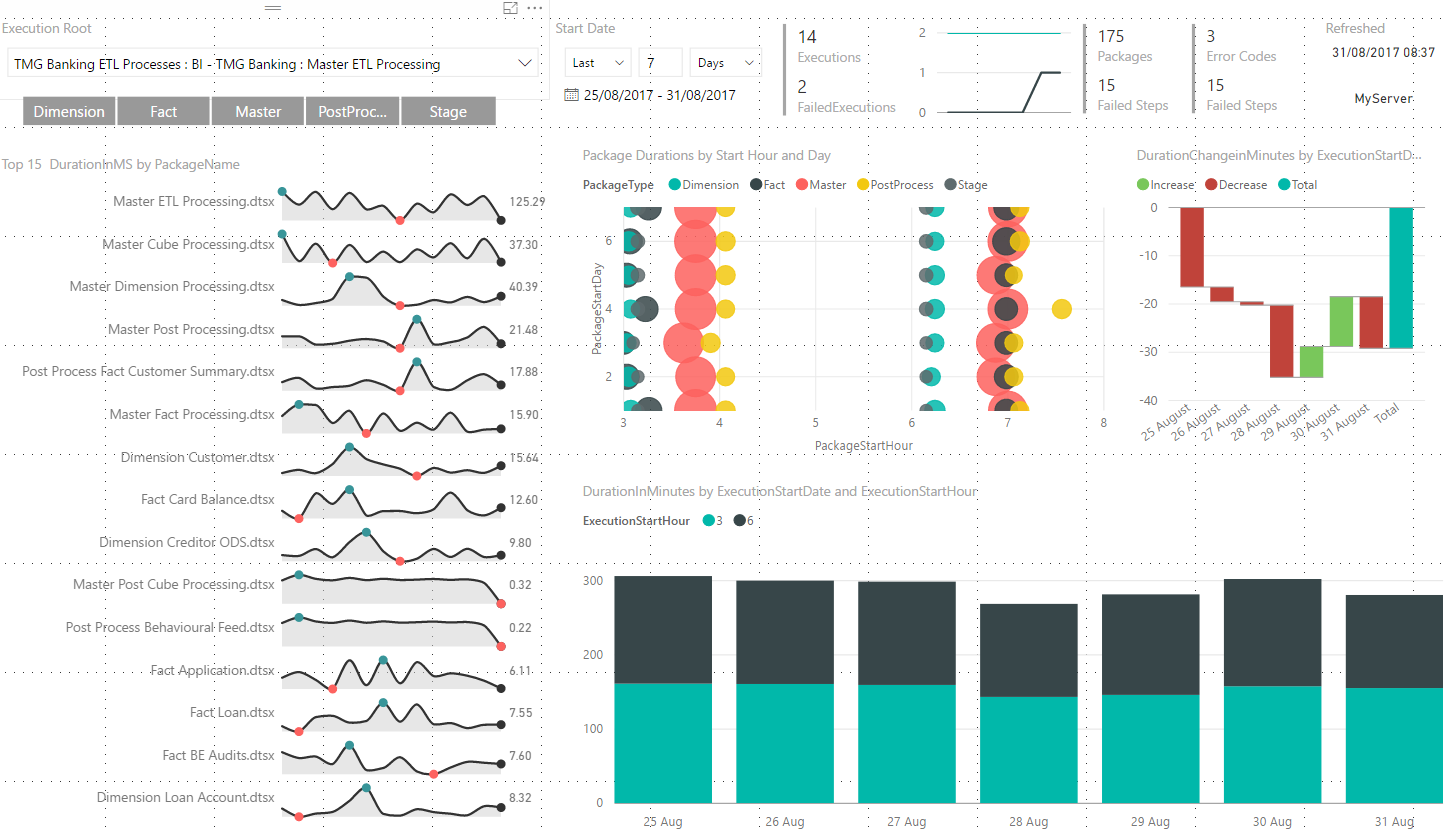 Execution Root
TMG Banking ETL Processes : BI - TMG Banking : Master ETL Processing
Dimension
Fact
Master
PostProc...
Stage
Start Date
Last
7
Days
25/08/2017 - 31/08/2017
14
Executions
2
FailedExecutions
2
1
0
175
Packages
15
Failed Steps
3
Error Codes
15
Failed Steps
Refreshed
31/08/2017 08:37
MyServer
Top 15 DurationInMS by PackageName
Master ETL Processing.dtsx 125.29
Master Cube Processing.dtsx 37.30
Master Dimension Processing.dtsx 40.39
Master Post Processing.dtsx 21.48
Post Process Fact Customer Summary.dtsx 17.88
Master Fact Processing.dtsx 15.90
Dimension Customer.dtsx 15.64
Fact Card Balance.dtsx 12.60
Dimension Creditor ODS.dtsx 9.80
Master Post Cube Processing.dtsx 0.32
Post Process Behavioural Feed.dtsx 0.22
Fact Application.dtsx 6.11
Fact Loan.dtsx 7.55
Fact BE Audits.dtsx 7.60
Dimension Loan Account.dtsx 8.32
Package Durations by Start Hour and Day
PackageType Dimension Fact Master PostProcess Stage
PackageStartDay
6
4
2
3 4 5 6 7 8
PackageStartHour
DurationChangeinMinutes by ExecutionStartD...
Increase Decrease Total
0
-10
-20
-30
-40
25 August 26 August 27 August 28 August 29 August 30 August 31 August Total
DurationInMinutes by ExecutionStartDate and ExecutionStartHour
ExecutionStartHour 3 6
300
200
100
0
25 Aug 26 Aug 27 Aug 28 Aug 29 Aug 30 Aug 31 Aug